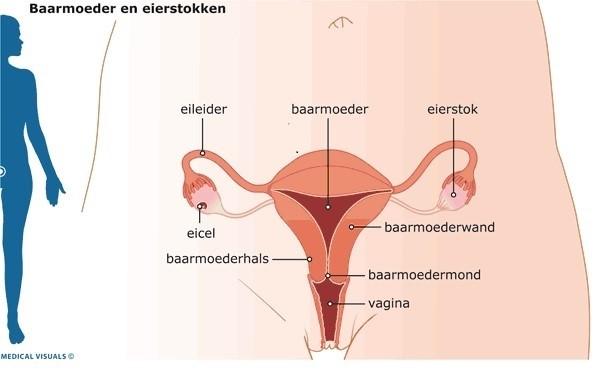 Baarmoeder en eierstokken
eileider
baarmoeder
eierstok
eicel
baarmoederwand
baarmoederhals
baarmoedermond
vagina
MEDICAL VISUALS ©